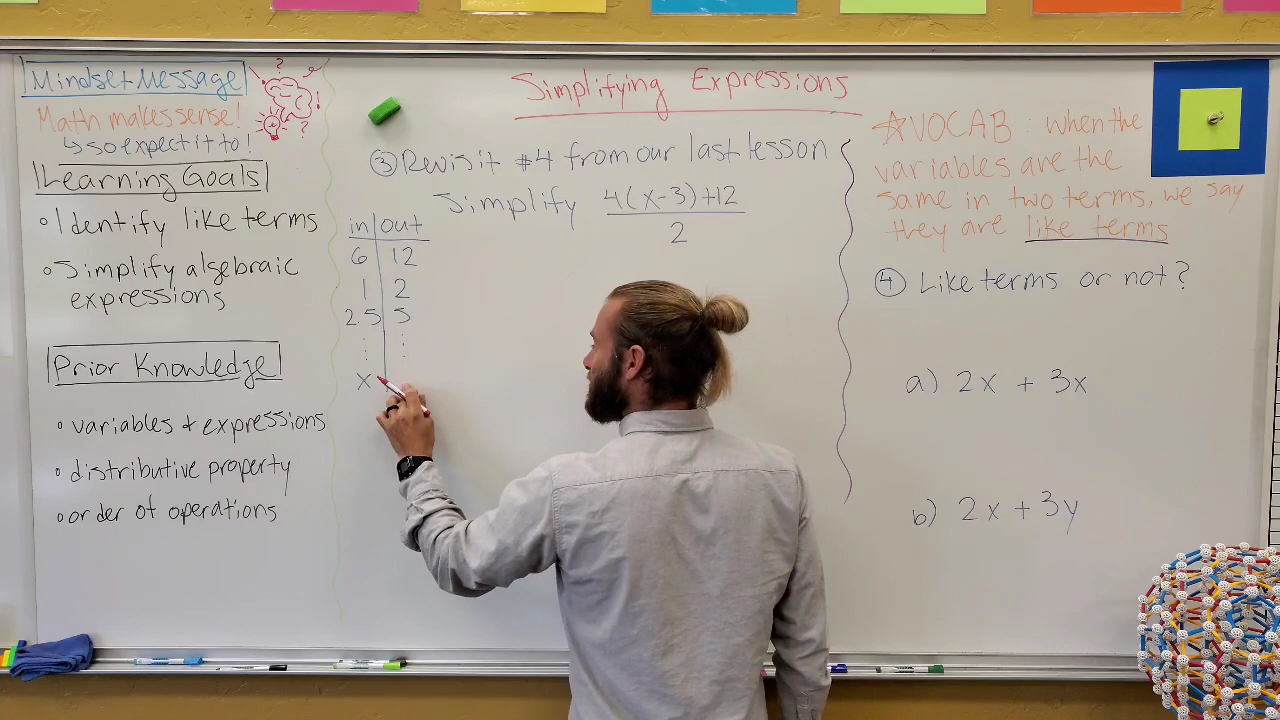 Simplifying Expressions
Mindset Message
Math makes sense!
↳ so expect it to!
? ! ?
Learning Goals
◦ Identify like terms
◦ Simplify algebraic
expressions
Prior Knowledge
◦ variables + expressions
◦ distributive property
◦ order of operations
③ Revisit #4 from our last lesson
Simplify 4(x-3)+12
2
in | out
6 | 12
1 | 2
2.5 | 5
⋮ | ⋮
x
☆VOCAB: when the
variables are the
same in two terms, we say
they are like terms
④ Like terms or not?
a) 2x + 3x
b) 2x + 3y